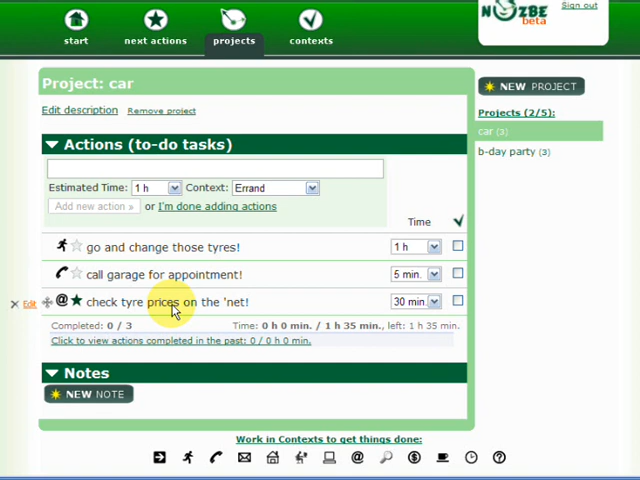 start
next actions
projects
contexts
NOZBE
beta
Sign out
Project: car
Edit description
Remove project
NEW PROJECT
Projects (2/5):
car (3)
b-day party (3)
Actions (to-do tasks)
Estimated Time: 1 h Context: Errand
Add new action » or I'm done adding actions
Time
go and change those tyres! 1 h
call garage for appointment! 5 min.
Edit @ check tyre prices on the 'net! 30 min.
Completed: 0 / 3 Time: 0 h 0 min. / 1 h 35 min., left: 1 h 35 min.
Click to view actions completed in the past: 0 / 0 h 0 min.
Notes
NEW NOTE
Work in Contexts to get things done:
@ $ ?